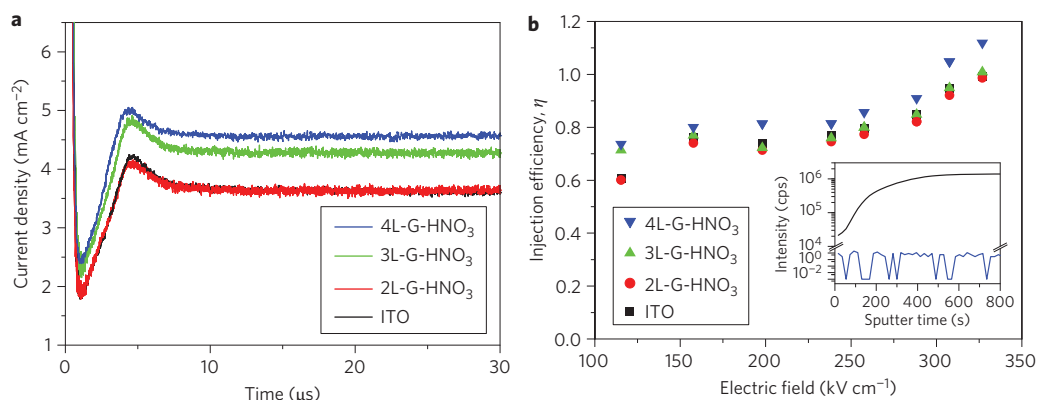 a
Current density (mA cm⁻²)
6
5
4
3
2
1
0
10
15
20
25
30
Time (μs)
4L-G-HNO₃
3L-G-HNO₃
2L-G-HNO₃
ITO
b
Injection efficiency, η
1.2
1.0
0.8
0.6
0.4
0.2
0.0
100
150
200
250
300
350
Electric field (kV cm⁻¹)
4L-G-HNO₃
3L-G-HNO₃
2L-G-HNO₃
ITO
Intensity (cps)
10⁶
10⁵
10⁴
10⁰
10⁻²
0
200
400
600
800
Sputter time (s)